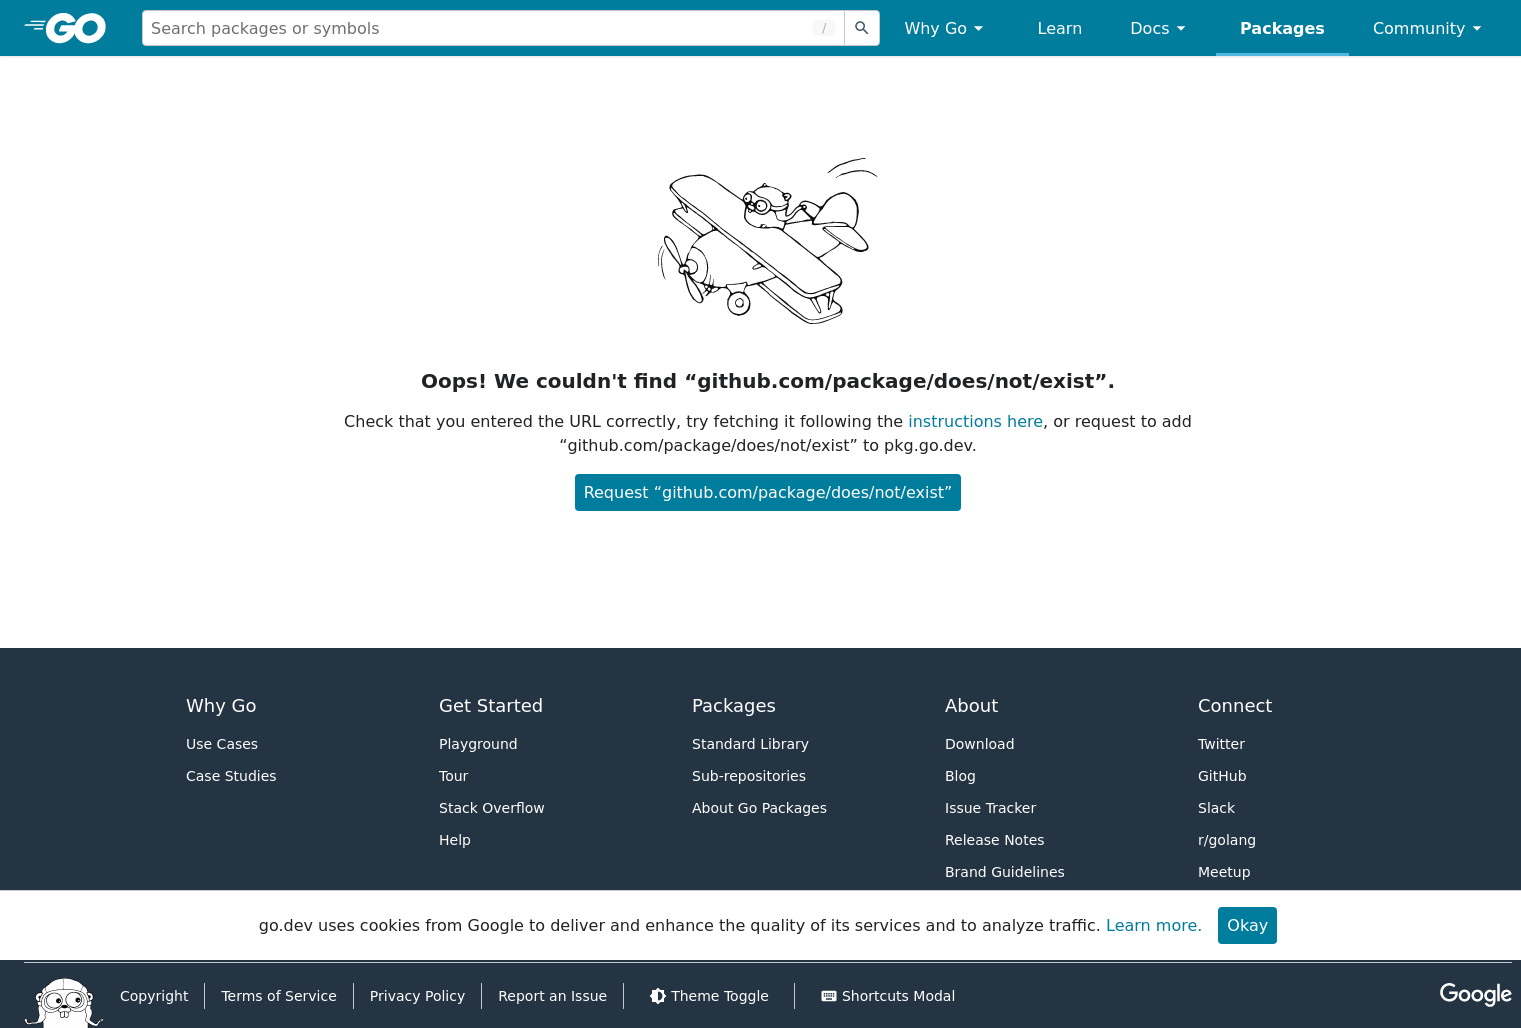 GO
Search packages or symbols
/
Why Go
Learn
Docs
Packages
Community
Oops! We couldn't find “github.com/package/does/not/exist”.
Check that you entered the URL correctly, try fetching it following the instructions here, or request to add
“github.com/package/does/not/exist” to pkg.go.dev.
Request “github.com/package/does/not/exist”
Why Go
Use Cases
Case Studies
Get Started
Playground
Tour
Stack Overflow
Help
Packages
Standard Library
Sub-repositories
About Go Packages
About
Download
Blog
Issue Tracker
Release Notes
Brand Guidelines
Connect
Twitter
GitHub
Slack
r/golang
Meetup
go.dev uses cookies from Google to deliver and enhance the quality of its services and to analyze traffic. Learn more.
Okay
Copyright
Terms of Service
Privacy Policy
Report an Issue
Theme Toggle
Shortcuts Modal
Google